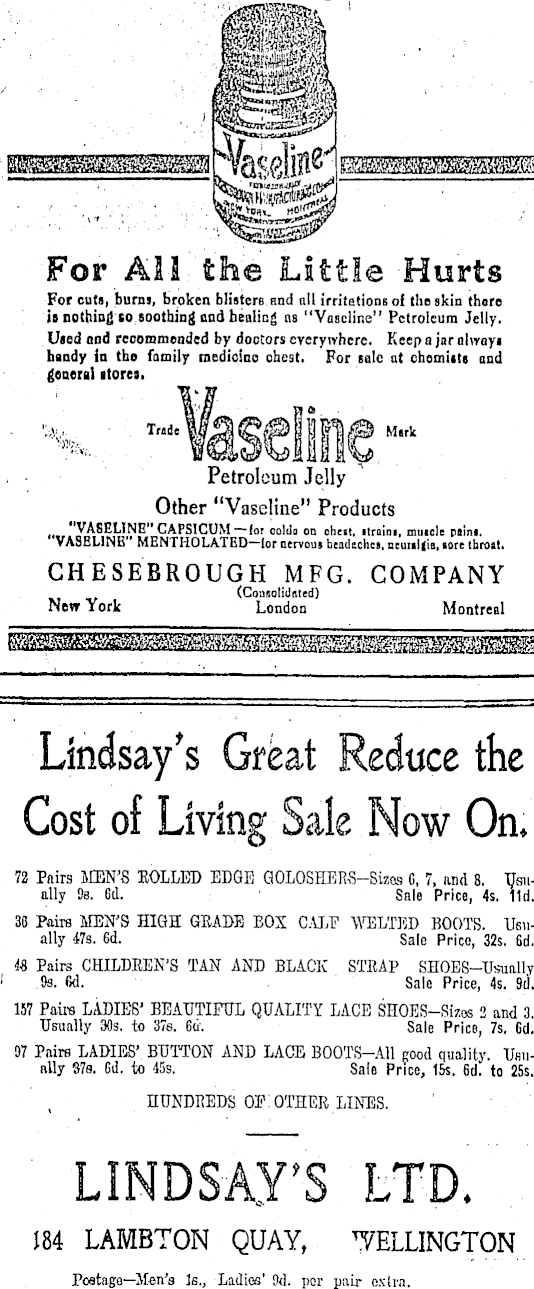 Vaseline
PETROLEUM JELLY
NEW YORK MONTREAL
For All the Little Hurts
For cuts, burns, broken blisters and all irritations of the skin there
is nothing so soothing and healing as "Vaseline" Petroleum Jelly.
Used and recommended by doctors everywhere. Keep a jar always
handy in the family medicine chest. For sale at chemists and
general stores.
Trade Vaseline Mark
Petroleum Jelly
Other "Vaseline" Products
"VASELINE" CAPSICUM—for colds on chest, strains, muscle pains.
"VASELINE" MENTHOLATED—for nervous headaches, neuralgia, sore throat.
CHESEBROUGH MFG. COMPANY
(Consolidated)
New York London Montreal
Lindsay's Great Reduce the
Cost of Living Sale Now On.
72 Pairs MEN'S ROLLED EDGE GOLOSHERS—Sizes 6, 7, and 8. Usu-
ally 9s. 6d. Sale Price, 4s. 11d.
36 Pairs MEN'S HIGH GRADE BOX CALF WELTED BOOTS. Usu-
ally 47s. 6d. Sale Price, 32s. 6d.
48 Pairs CHILDREN'S TAN AND BLACK STRAP SHOES—Usually
9s. 6d. Sale Price, 4s. 9d.
157 Pairs LADIES' BEAUTIFUL QUALITY LACE SHOES—Sizes 2 and 3.
Usually 30s. to 37s. 6d. Sale Price, 7s. 6d.
97 Pairs LADIES' BUTTON AND LACE BOOTS—All good quality. Usu-
ally 37s. 6d. to 45s. Sale Price, 15s. 6d. to 25s.
HUNDREDS OF OTHER LINES.
LINDSAY'S LTD.
184 LAMBTON QUAY, WELLINGTON
Postage—Men's 1s., Ladies' 9d. per pair extra.